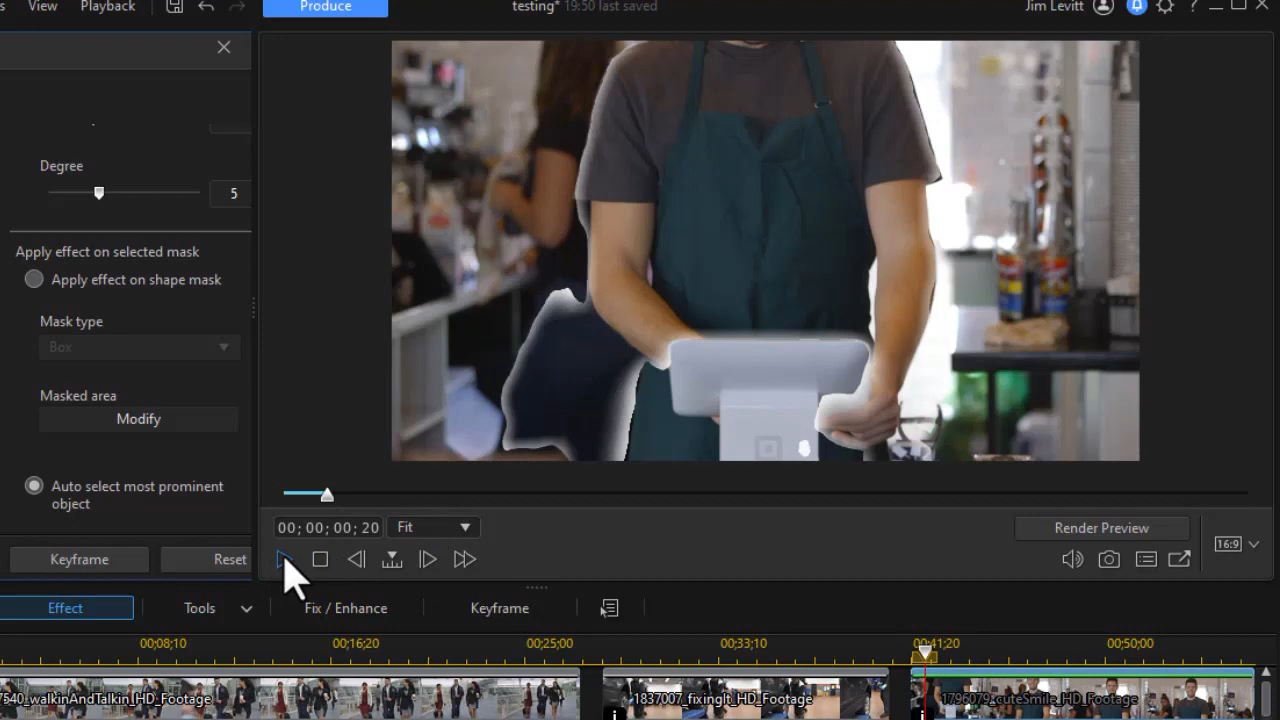 View Playback Produce testing* 19:50 last saved Jim Levitt
Degree
5
Apply effect on selected mask
Apply effect on shape mask
Mask type
Box
Masked area
Modify
Auto select most prominent
object
00;00;00;20 Fit Render Preview
16:9
Keyframe Reset
Effect Tools Fix / Enhance Keyframe
00;08;10 00;16;20 00;25;00 00;33;10 00;41;20 00;50;00
7540_walkinAndTalkin_HD_Footage 1837007_fixingIt_HD_Footage 1796079_cuteSmile_HD_Footage